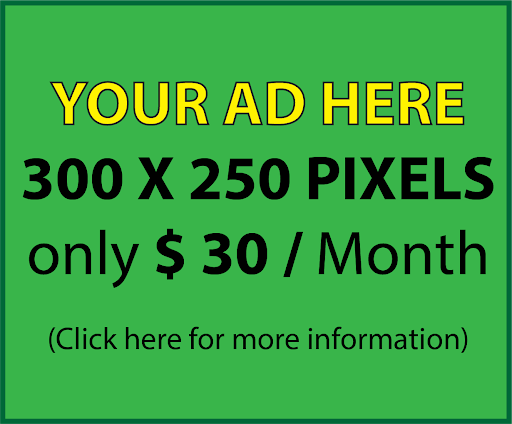 YOUR AD HERE
300 X 250 PIXELS
only $ 30 / Month
(Click here for more information)